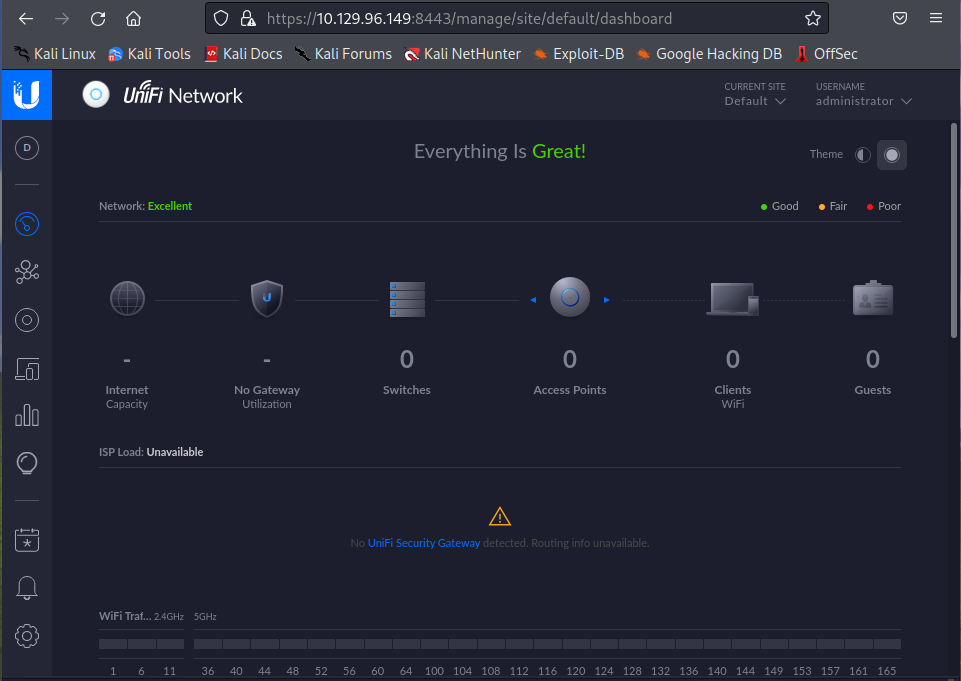 https://10.129.96.149:8443/manage/site/default/dashboard
Kali Linux Kali Tools Kali Docs Kali Forums Kali NetHunter Exploit-DB Google Hacking DB OffSec
U UniFi Network
CURRENT SITE USERNAME
Default administrator
D
Everything Is Great!
Theme
Network: Excellent Good Fair Poor
U
- - 0 0 0 0
Internet No Gateway Switches Access Points Clients Guests
Capacity Utilization WiFi
ISP Load: Unavailable
No UniFi Security Gateway detected. Routing info unavailable.
WiFi Traf... 2.4GHz 5GHz
1 6 11 36 40 44 48 52 56 60 64 100 104 108 112 116 120 124 128 132 136 140 144 149 153 157 161 165